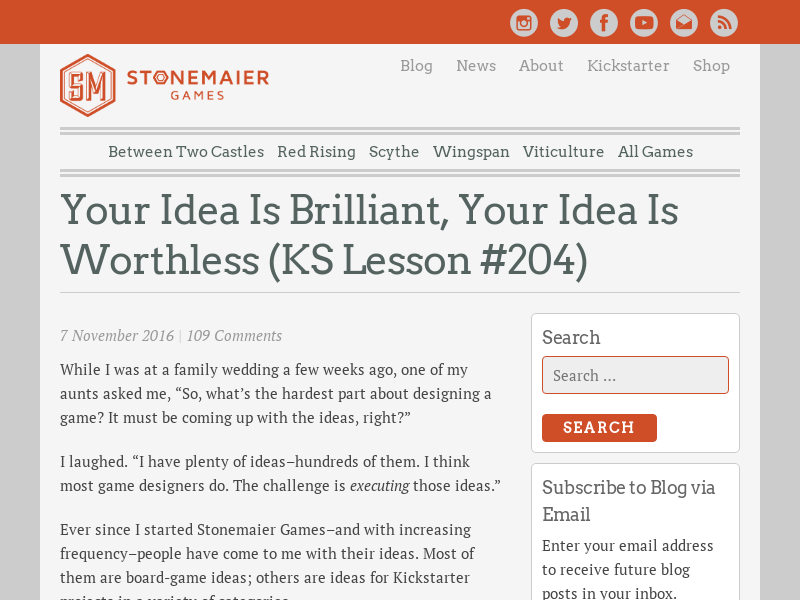 SM STONEMAIER
GAMES
Blog News About Kickstarter Shop
Between Two Castles Red Rising Scythe Wingspan Viticulture All Games
Your Idea Is Brilliant, Your Idea Is
Worthless (KS Lesson #204)
7 November 2016 | 109 Comments
While I was at a family wedding a few weeks ago, one of my
aunts asked me, “So, what’s the hardest part about designing a
game? It must be coming up with the ideas, right?”
I laughed. “I have plenty of ideas–hundreds of them. I think
most game designers do. The challenge is executing those ideas.”
Ever since I started Stonemaier Games–and with increasing
frequency–people have come to me with their ideas. Most of
them are board-game ideas; others are ideas for Kickstarter
projects in a variety of categories.
Search
Search …
SEARCH
Subscribe to Blog via
Email
Enter your email address
to receive future blog
posts in your inbox.